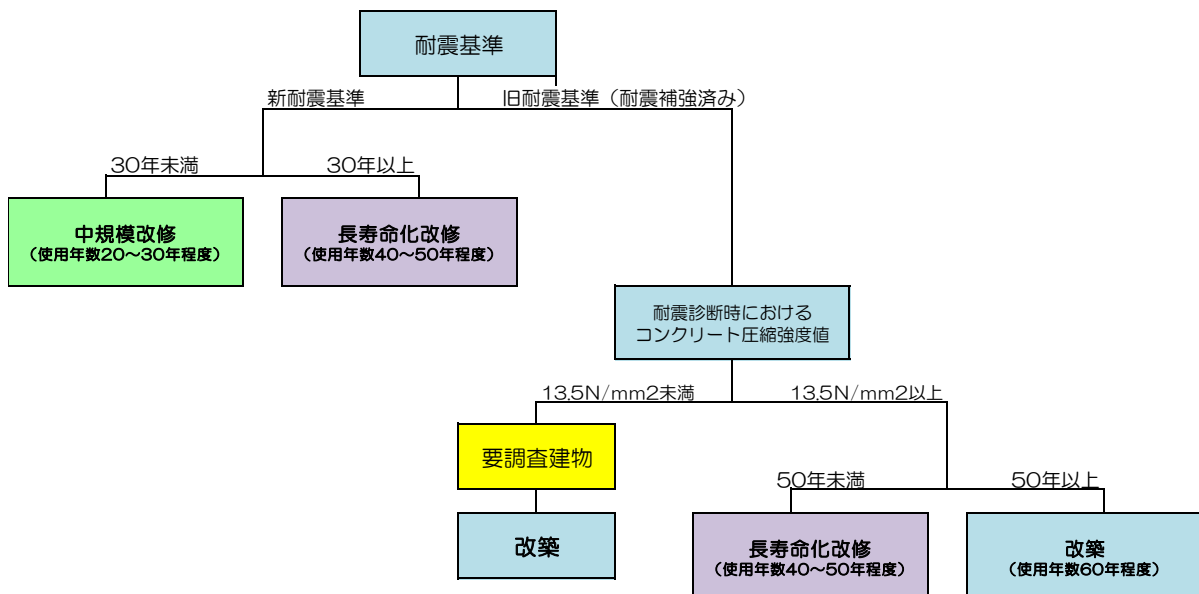 耐震基準
新耐震基準
旧耐震基準（耐震補強済み）
30年未満
30年以上
中規模改修
（使用年数20～30年程度）
長寿命化改修
（使用年数40～50年程度）
耐震診断時における
コンクリート圧縮強度値
13.5N/mm2未満
13.5N/mm2以上
要調査建物
改築
50年未満
50年以上
長寿命化改修
（使用年数40～50年程度）
改築
（使用年数60年程度）